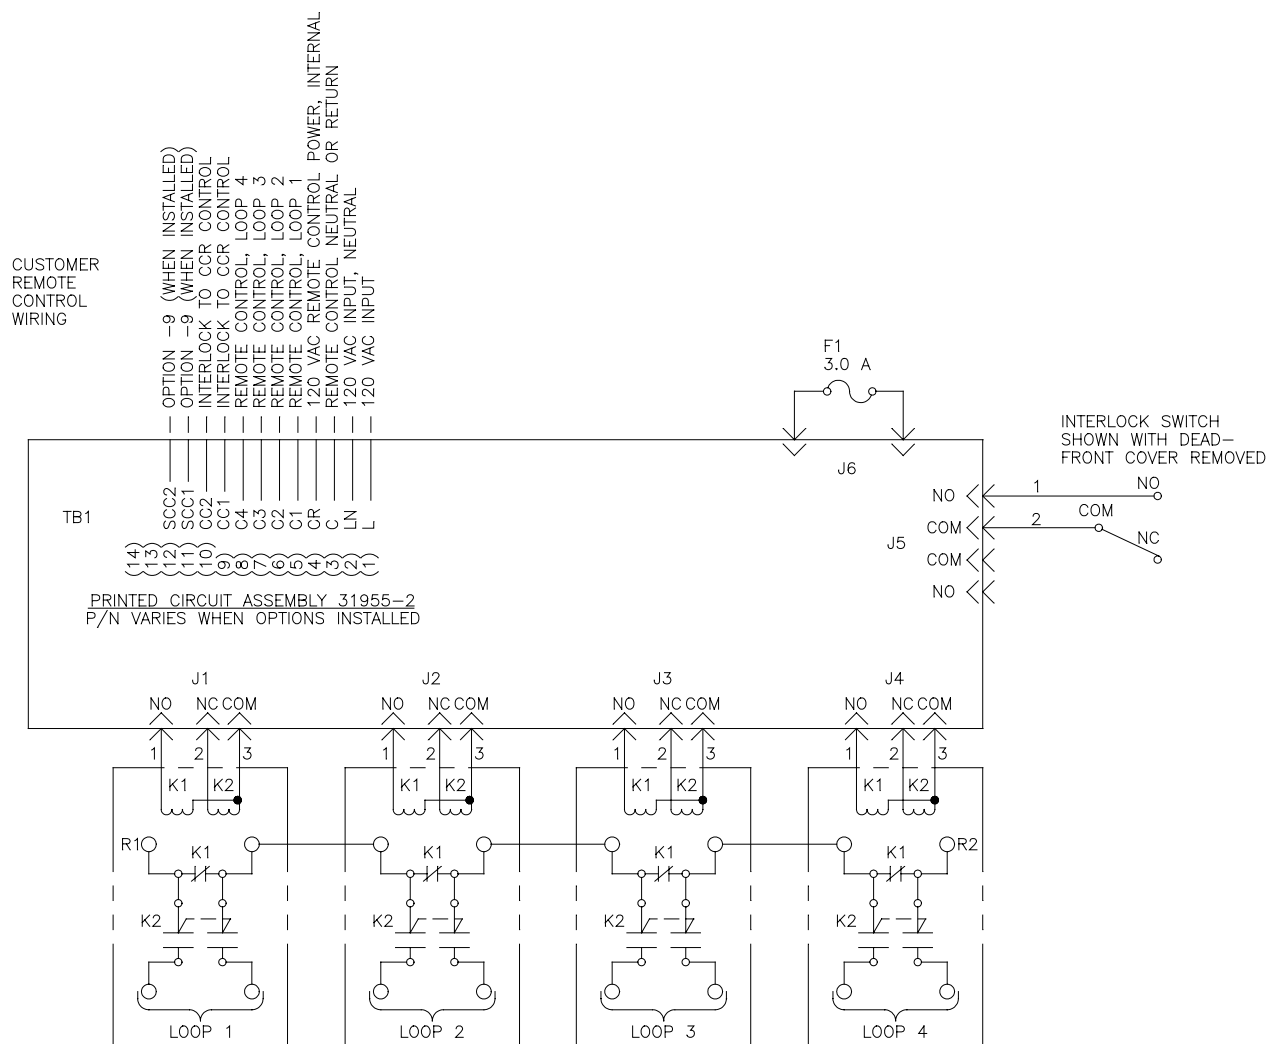 CUSTOMER
REMOTE
CONTROL
WIRING
OPTION -9 (WHEN INSTALLED)
OPTION -9 (WHEN INSTALLED)
INTERLOCK TO CCR CONTROL
INTERLOCK TO CCR CONTROL
REMOTE CONTROL, LOOP 4
REMOTE CONTROL, LOOP 3
REMOTE CONTROL, LOOP 2
REMOTE CONTROL, LOOP 1
120 VAC REMOTE CONTROL POWER, INTERNAL
REMOTE CONTROL NEUTRAL OR RETURN
120 VAC INPUT, NEUTRAL
120 VAC INPUT
F1
3.0 A
INTERLOCK SWITCH
SHOWN WITH DEAD-
FRONT COVER REMOVED
J6
TB1
SCC2
SCC1
CC2
CC1
C4
C3
C2
C1
CR
C
LN
L
(14)
(13)
(12)
(11)
(10)
(9)
(8)
(7)
(6)
(5)
(4)
(3)
(2)
(1)
PRINTED CIRCUIT ASSEMBLY 31955-2
P/N VARIES WHEN OPTIONS INSTALLED
NO 1 NO
COM 2 COM
NC
J5
COM
NO
J1 J2 J3 J4
NO NC COM NO NC COM NO NC COM NO NC COM
1 2 3 1 2 3 1 2 3 1 2 3
K1 K2 K1 K2 K1 K2 K1 K2
R1 R2
K1 K1 K1 K1
K2 K2 K2 K2
LOOP 1 LOOP 2 LOOP 3 LOOP 4